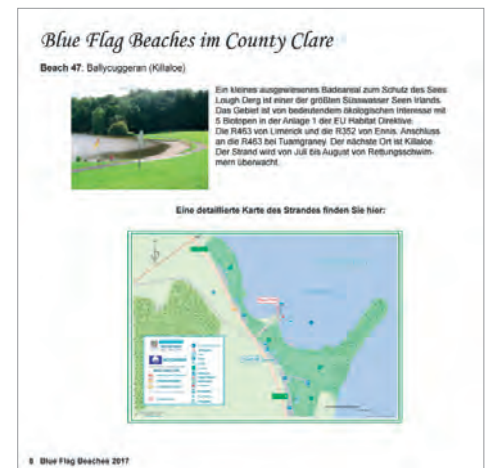 Blue Flag Beaches im County Clare
Beach 47: Ballycuggeran (Killaloe)
Ein kleines ausgewiesenes Badeareal zum Schutz des Sees
Lough Derg ist einer der größten Süsswasser Seen Irlands.
Das Gebiet ist von bedeutendem ökologischen Interesse mit
5 Biotopen in der Anlage 1 der EU Habitat Direktive.
Die R463 von Limerick und die R352 von Ennis. Anschluss
an die R463 bei Tuamgraney. Der nächste Ort ist Killaloe.
Der Strand wird von Juli bis August von Rettungsschwim-
mern überwacht.
Eine detaillierte Karte des Strandes finden Sie hier:
8 Blue Flag Beaches 2017